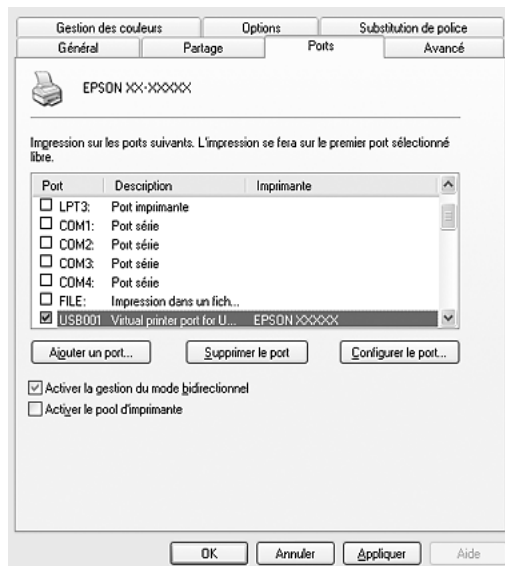 Gestion des couleurs Options Substitution de police
Général Partage Ports Avancé
EPSON XX-XXXXX
Impression sur les ports suivants. L'impression se fera sur le premier port sélectionné
libre.
Port Description Imprimante
LPT3: Port imprimante
COM1: Port série
COM2: Port série
COM3: Port série
COM4: Port série
FILE: Impression dans un fich...
USB001 Virtual printer port for U... EPSON XXXXX
Ajouter un port... Supprimer le port Configurer le port...
Activer la gestion du mode bidirectionnel
Activer le pool d'imprimante
OK Annuler Appliquer Aide